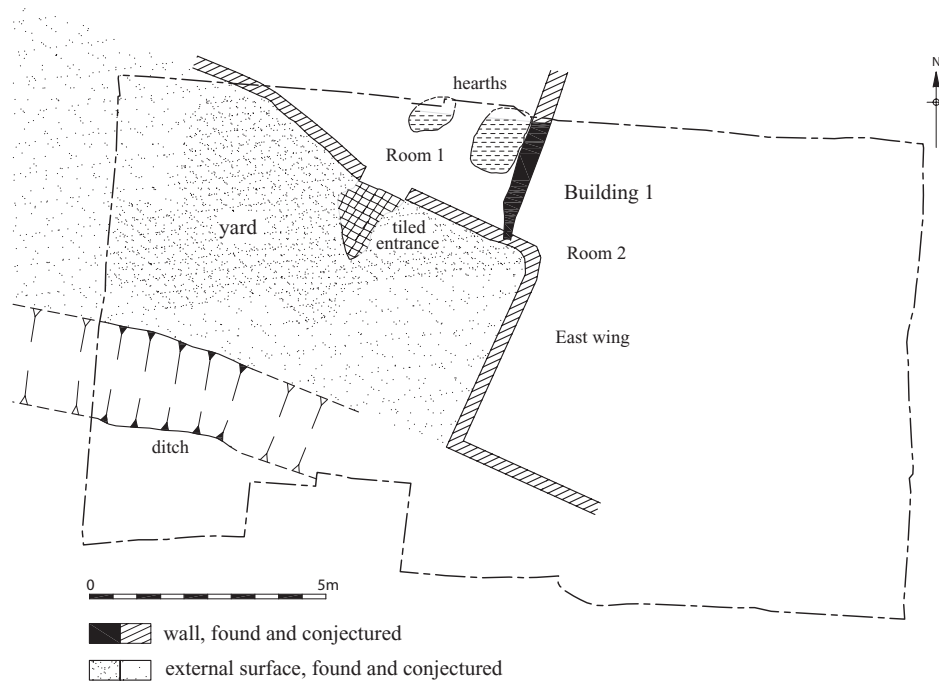 N
hearths
Room 1
Building 1
yard
tiled
entrance
Room 2
East wing
ditch
0 5m
wall, found and conjectured
external surface, found and conjectured